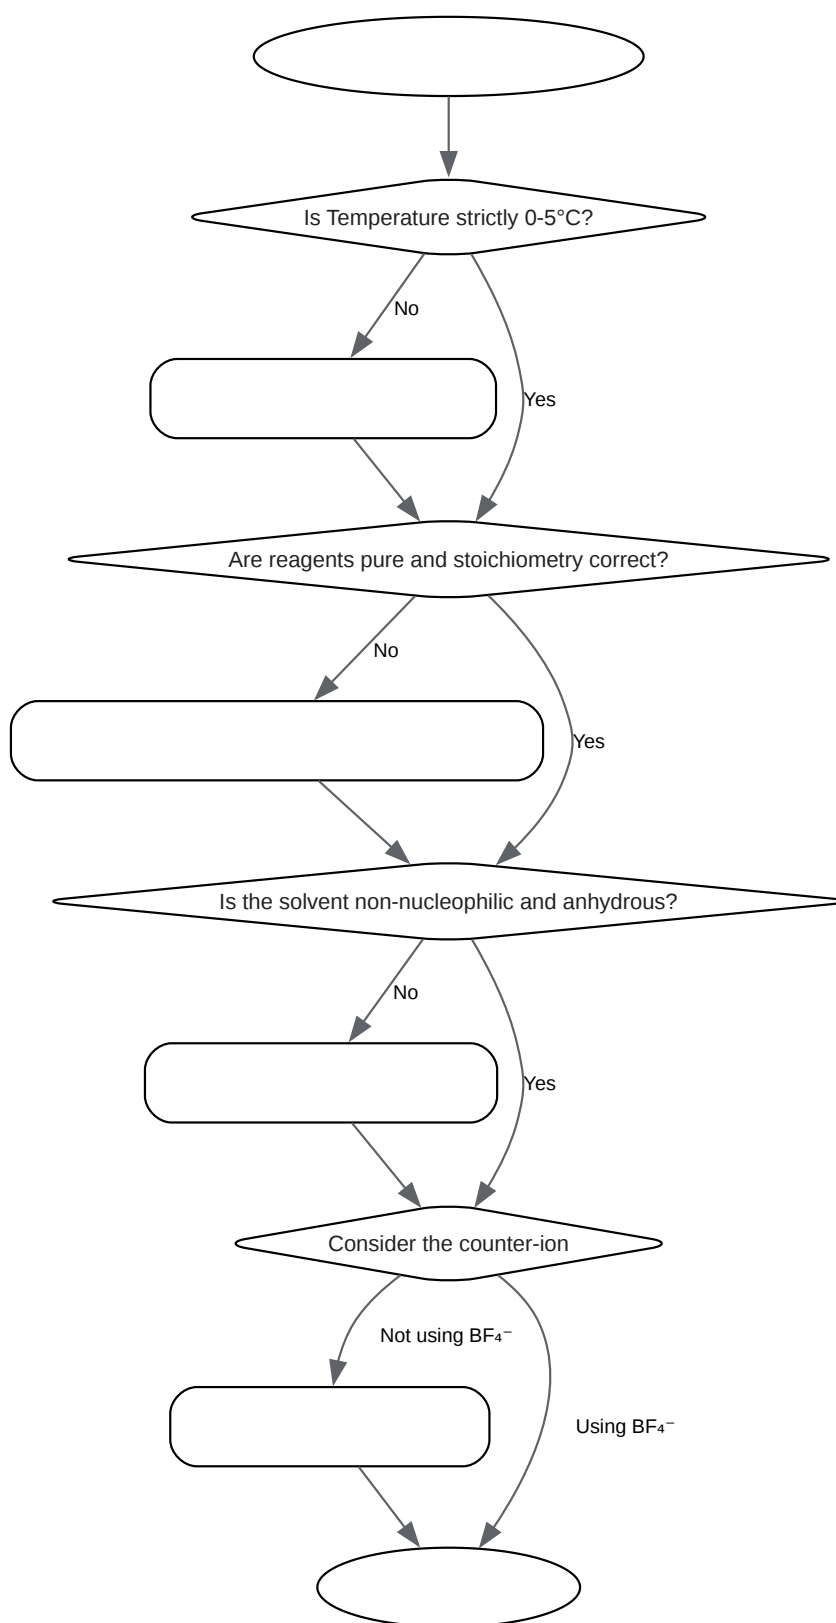 Is Temperature strictly 0-5°C?
No
Yes
Are reagents pure and stoichiometry correct?
No
Yes
Is the solvent non-nucleophilic and anhydrous?
No
Yes
Consider the counter-ion
Not using BF₄⁻
Using BF₄⁻